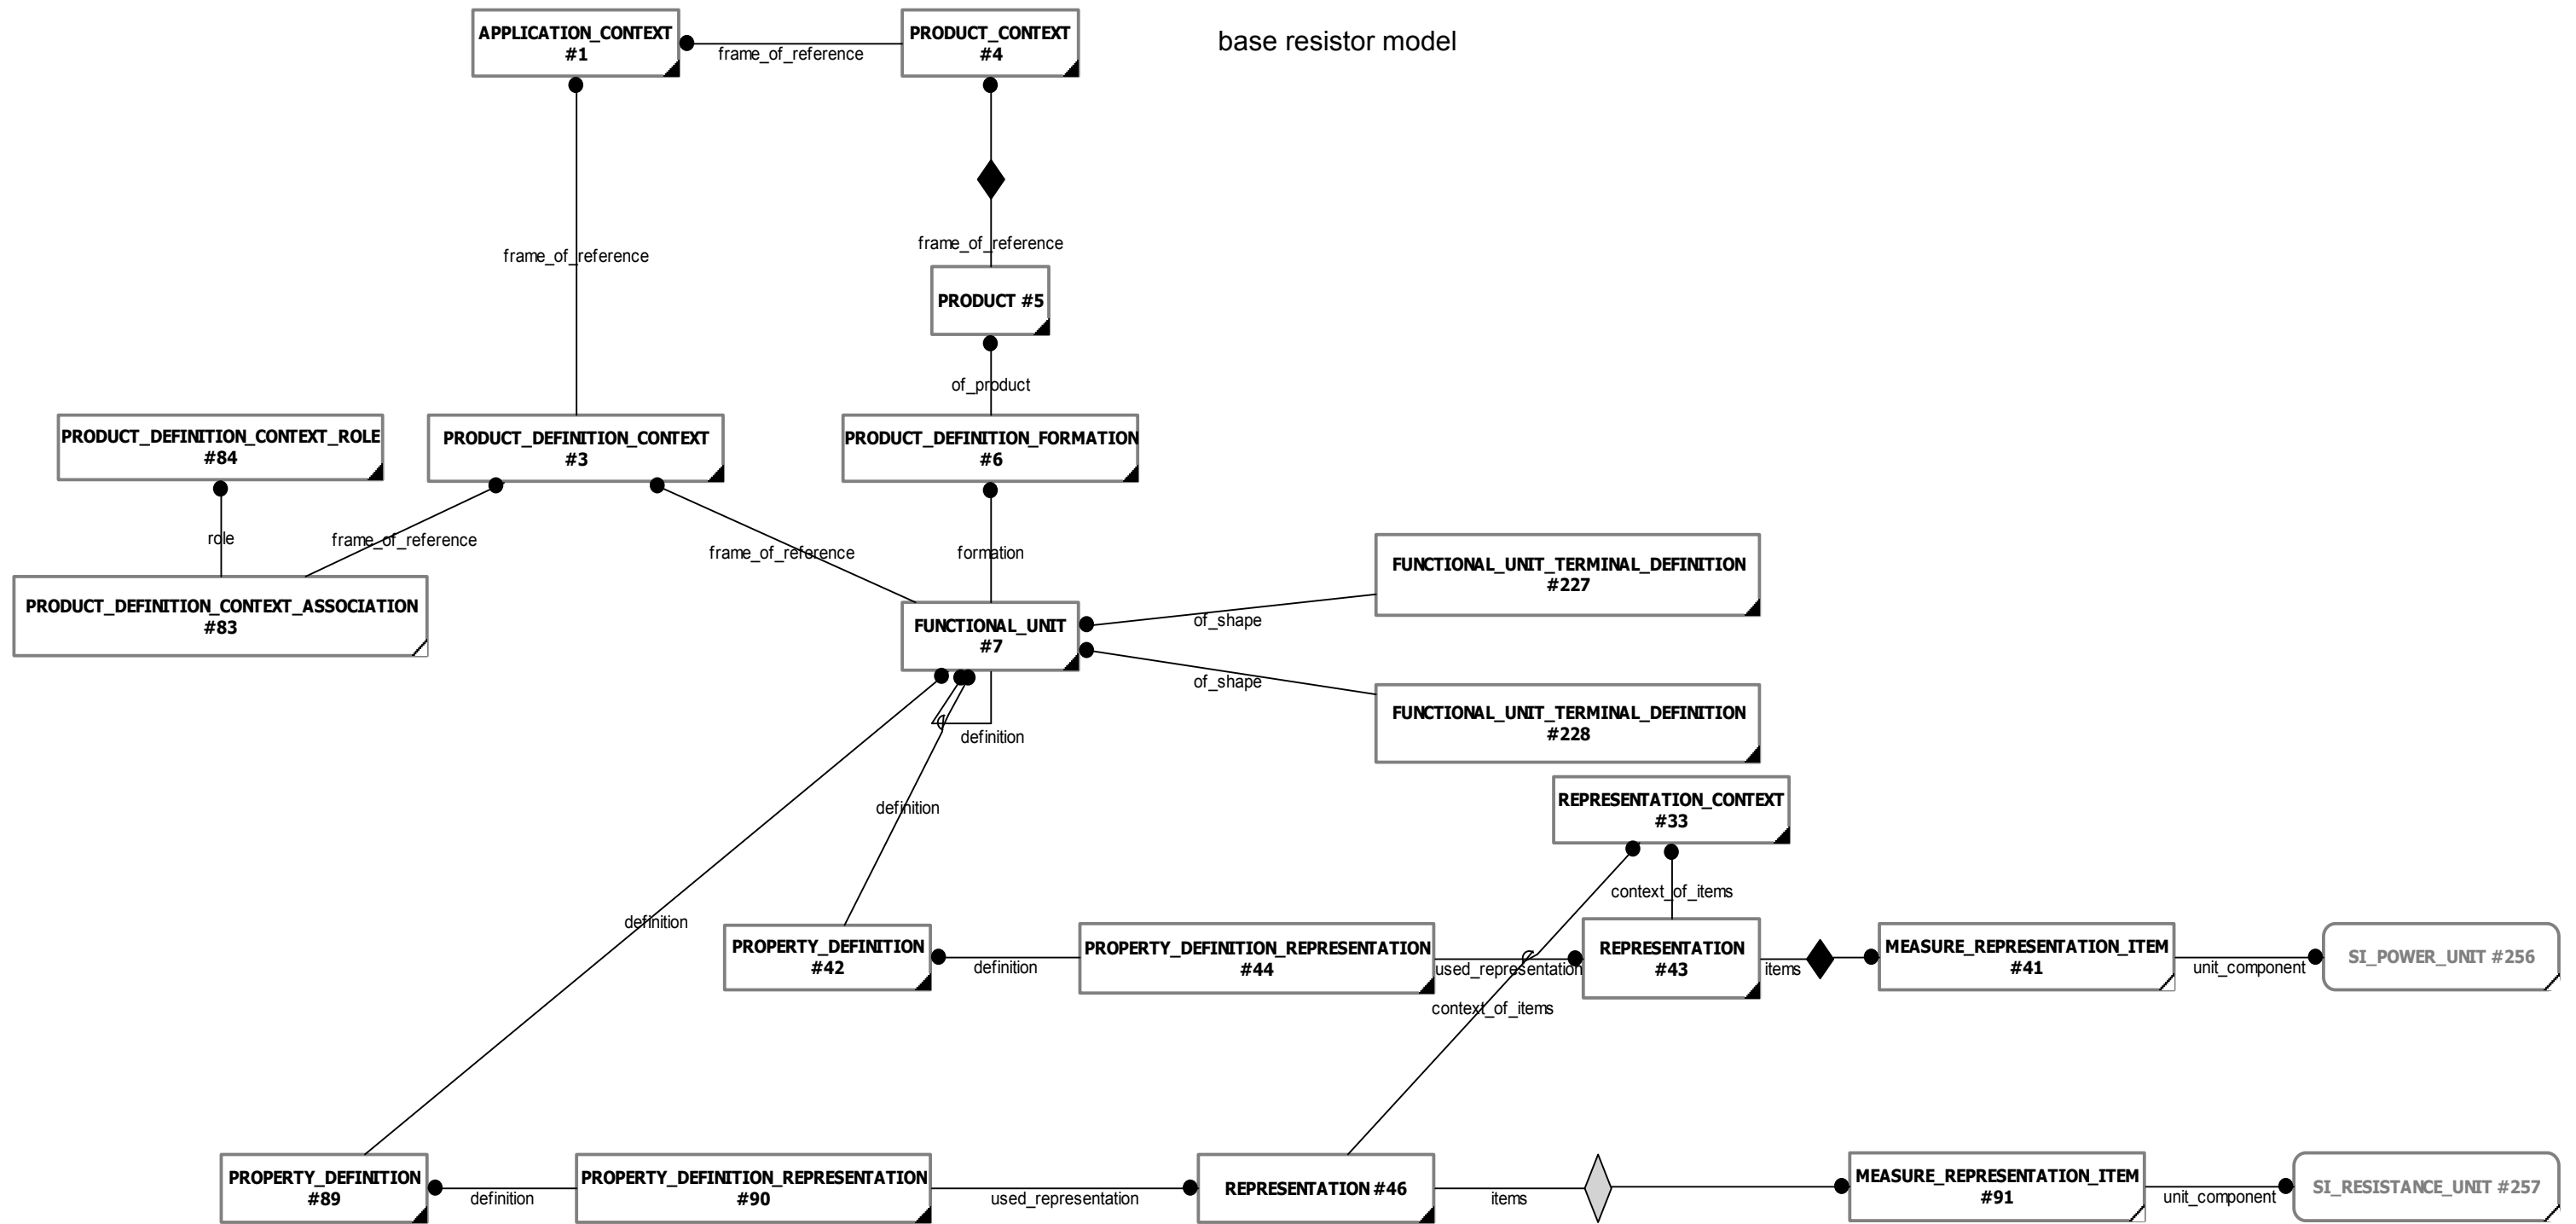 APPLICATION_CONTEXT
#1
frame_of_reference
PRODUCT_CONTEXT
#4
base resistor model
frame_of_reference
frame_of_reference
PRODUCT #5
of_product
PRODUCT_DEFINITION_CONTEXT_ROLE
#84
PRODUCT_DEFINITION_CONTEXT
#3
PRODUCT_DEFINITION_FORMATION
#6
role
frame_of_reference
frame_of_reference
formation
FUNCTIONAL_UNIT_TERMINAL_DEFINITION
#227
PRODUCT_DEFINITION_CONTEXT_ASSOCIATION
#83
FUNCTIONAL_UNIT
#7
of_shape
of_shape
FUNCTIONAL_UNIT_TERMINAL_DEFINITION
#228
definition
definition
REPRESENTATION_CONTEXT
#33
context_of_items
definition
PROPERTY_DEFINITION
#42
definition
PROPERTY_DEFINITION_REPRESENTATION
#44
used_representation
REPRESENTATION
#43
items
MEASURE_REPRESENTATION_ITEM
#41
unit_component
SI_POWER_UNIT #256
context_of_items
PROPERTY_DEFINITION
#89
definition
PROPERTY_DEFINITION_REPRESENTATION
#90
used_representation
REPRESENTATION #46
items
MEASURE_REPRESENTATION_ITEM
#91
unit_component
SI_RESISTANCE_UNIT #257